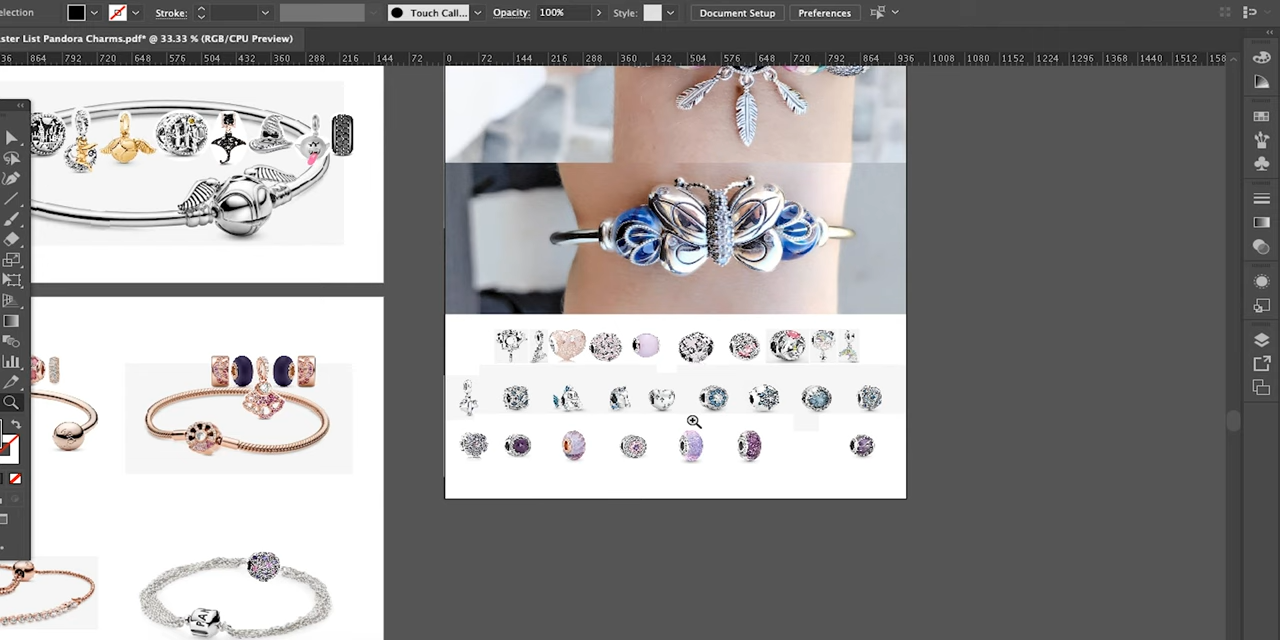 election
Stroke:
Touch Call...
Opacity: 100%
Style:
Document Setup
Preferences
aster List Pandora Charms.pdf* @ 33.33 % (RGB/CPU Preview)
36 864 792 720 648 576 504 432 360 288 216 144 72 0 72 144 216 288 360 432 504 576 648 720 792 864 936 1008 1080 1152 1224 1296 1368 1440 1512 158
PAN